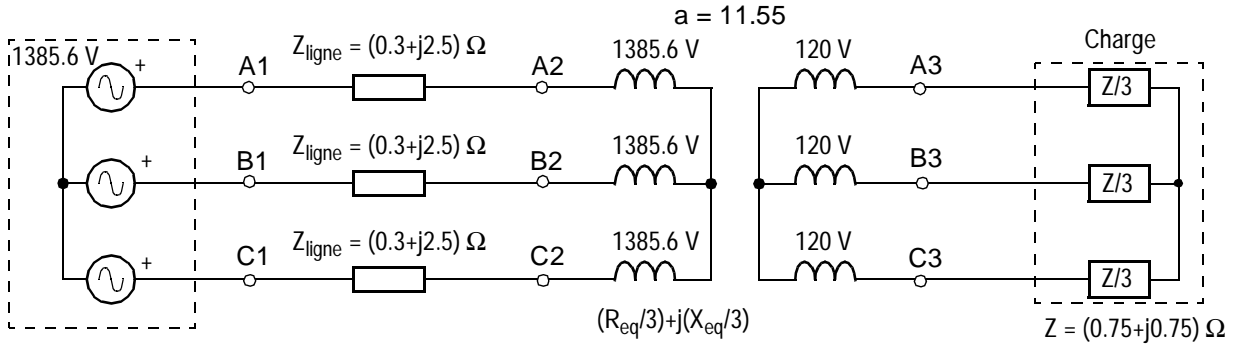 a = 11.55
1385.6 V
Z_ligne = (0.3+j2.5) Ω
1385.6 V
120 V
Charge
+
A1
A2
A3
Z/3
Z_ligne = (0.3+j2.5) Ω
1385.6 V
120 V
+
B1
B2
B3
Z/3
Z_ligne = (0.3+j2.5) Ω
1385.6 V
120 V
+
C1
C2
C3
Z/3
(R_eq/3)+j(X_eq/3)
Z = (0.75+j0.75) Ω